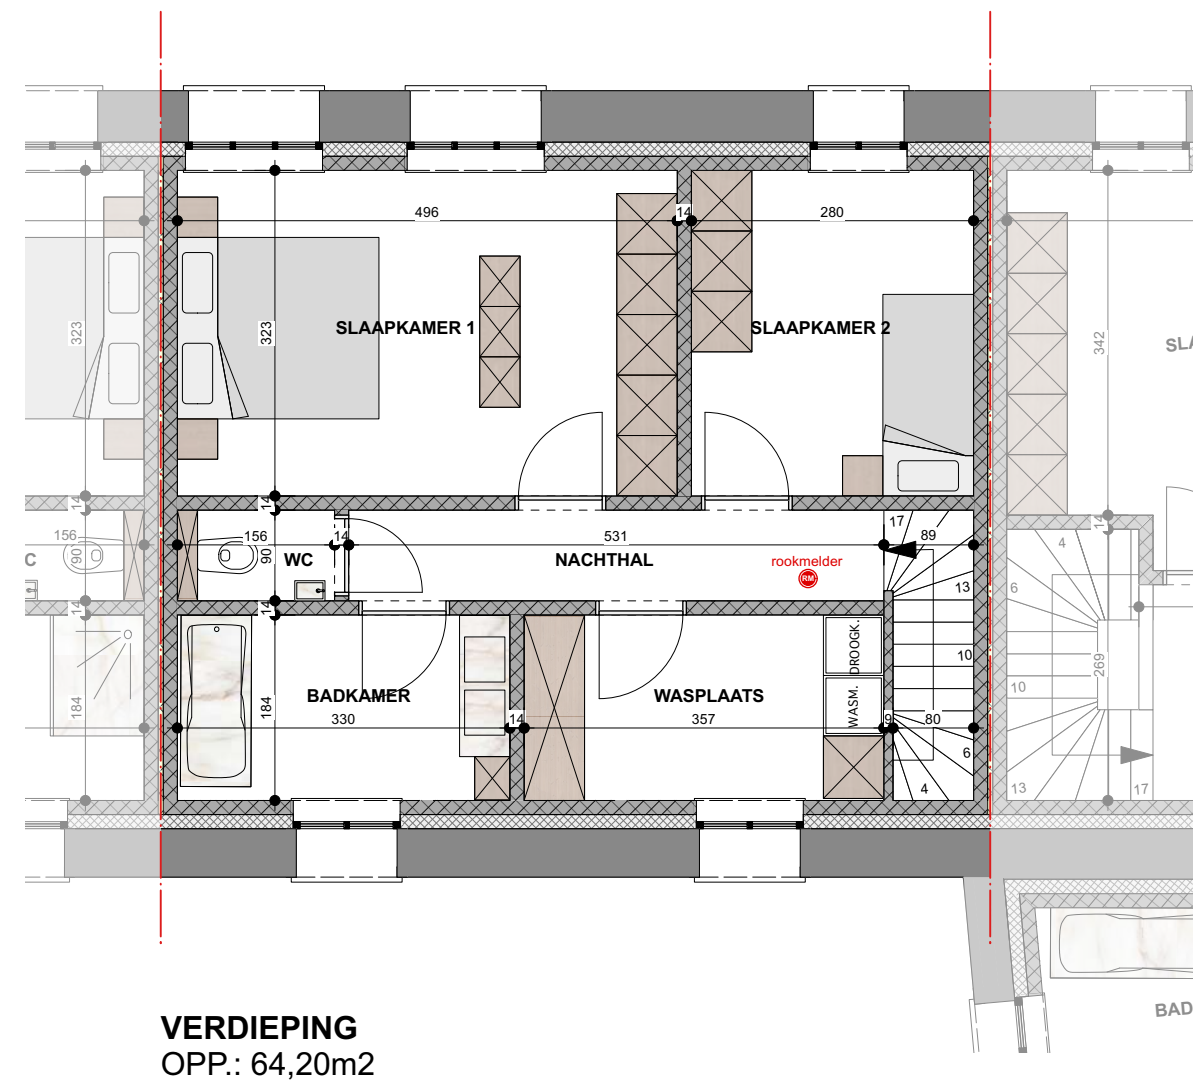 496
14
280
323
SLAAPKAMER 1
323
SLAAPKAMER 2
342
SLA
14
14
14
156
90
C
156
90
WC
14
531
NACHTHAL
rookmelder
RM
17
89
13
4
6
14
14
10
269
10
184
BADKAMER
184
330
14
WASPLAATS
357
DROOGK.
WASM.
9
80
6
4
13
17
BAD
VERDIEPING
OPP.: 64,20m2